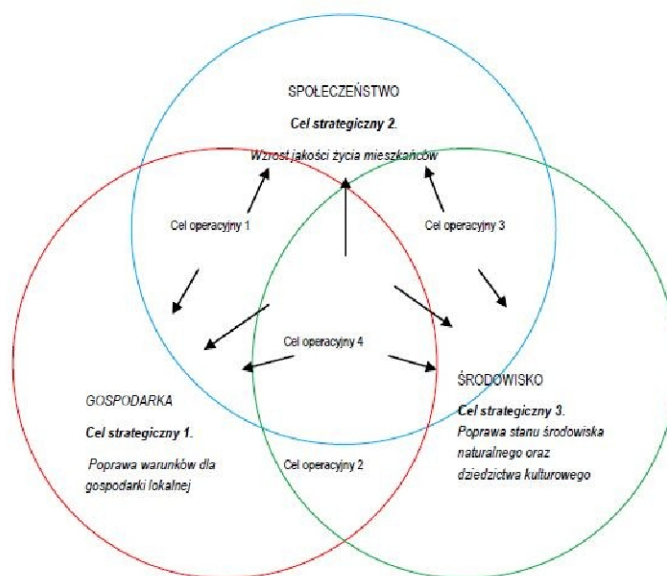 SPOŁECZEŃSTWO
Cel strategiczny 2.
Wzrost jakości życia mieszkańców
Cel operacyjny 1
Cel operacyjny 3
Cel operacyjny 4
GOSPODARKA
Cel strategiczny 1.
Poprawa warunków dla
gospodarki lokalnej
ŚRODOWISKO
Cel strategiczny 3.
Poprawa stanu środowiska
naturalnego oraz
dziedzictwa kulturowego
Cel operacyjny 2